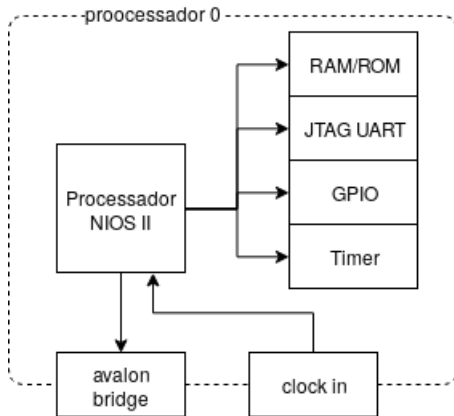 proocessador 0
RAM/ROM
JTAG UART
Processador
NIOS II
GPIO
Timer
avalon
bridge
clock in